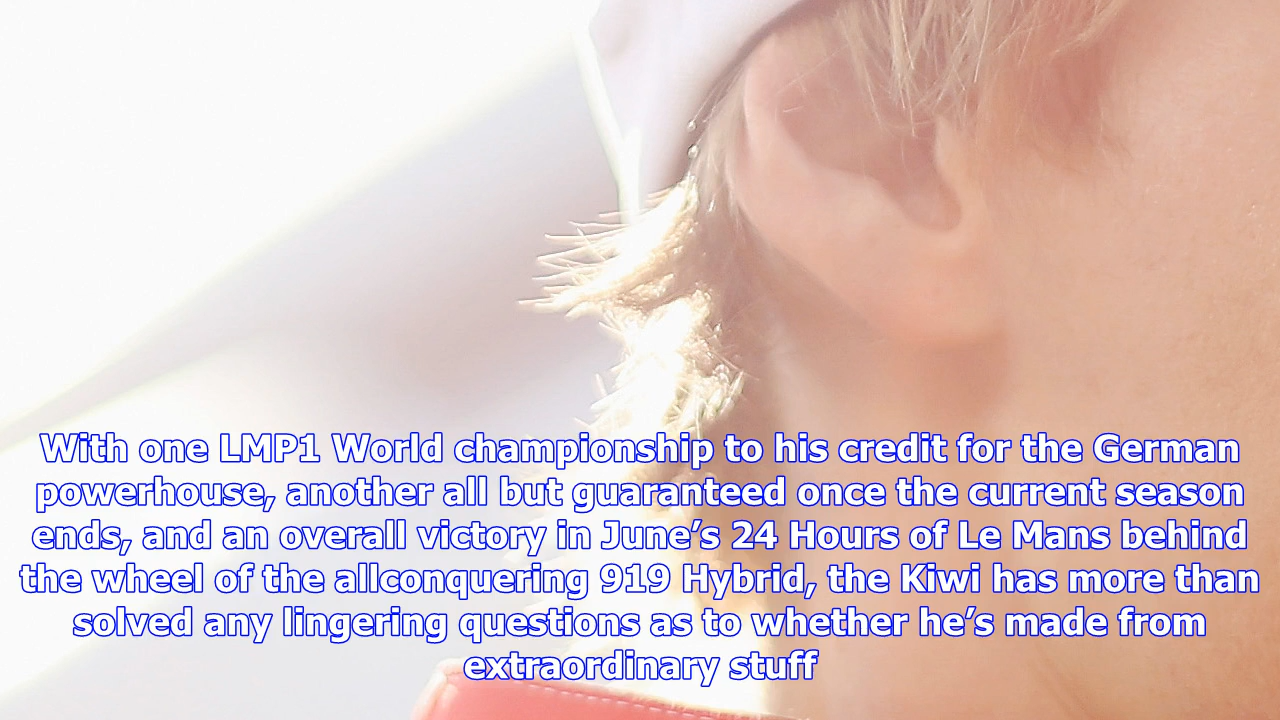 With one LMP1 World championship to his credit for the German
powerhouse, another all but guaranteed once the current season
ends, and an overall victory in June’s 24 Hours of Le Mans behind
the wheel of the allconquering 919 Hybrid, the Kiwi has more than
solved any lingering questions as to whether he’s made from
extraordinary stuff